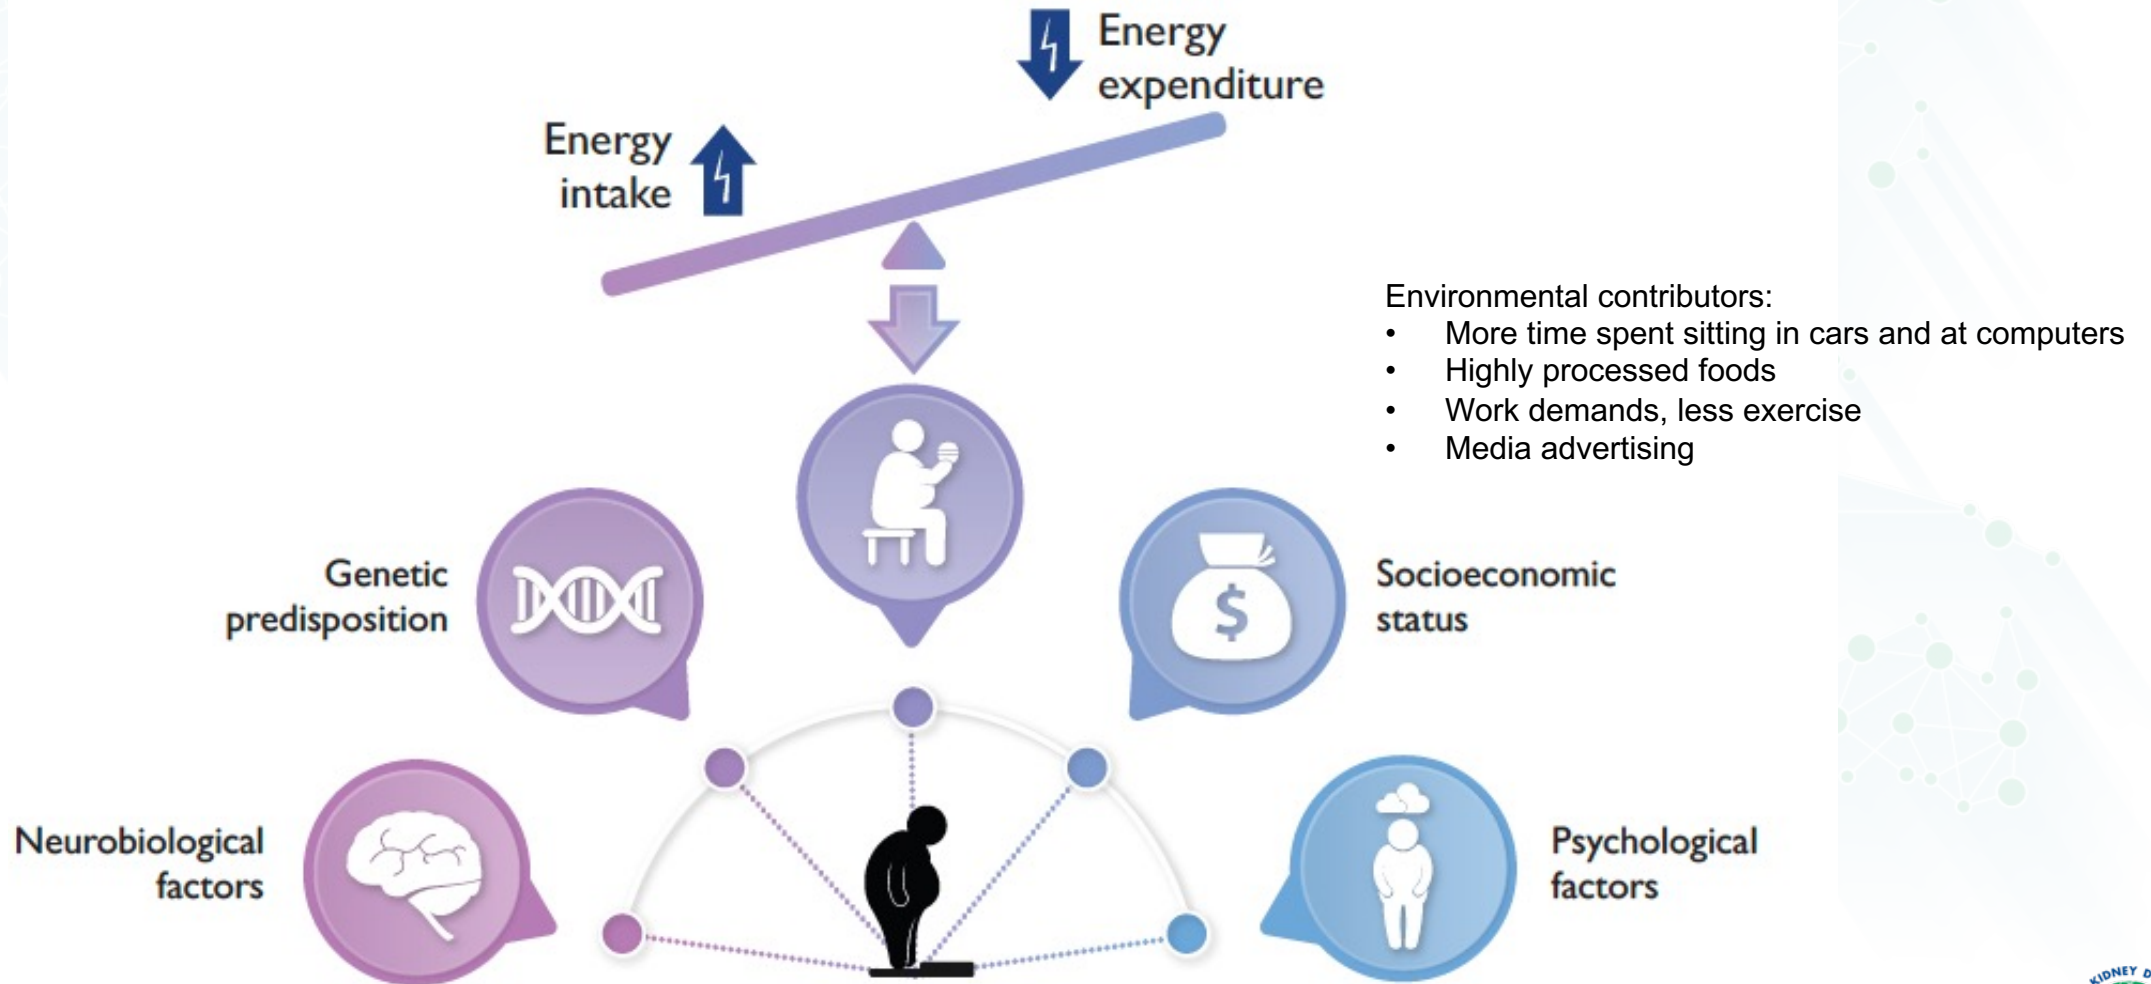 Energy
expenditure
Energy
intake
Environmental contributors:
• More time spent sitting in cars and at computers
• Highly processed foods
• Work demands, less exercise
• Media advertising
Genetic
predisposition
$
Socioeconomic
status
Neurobiological
factors
Psychological
factors
KIDNEY D